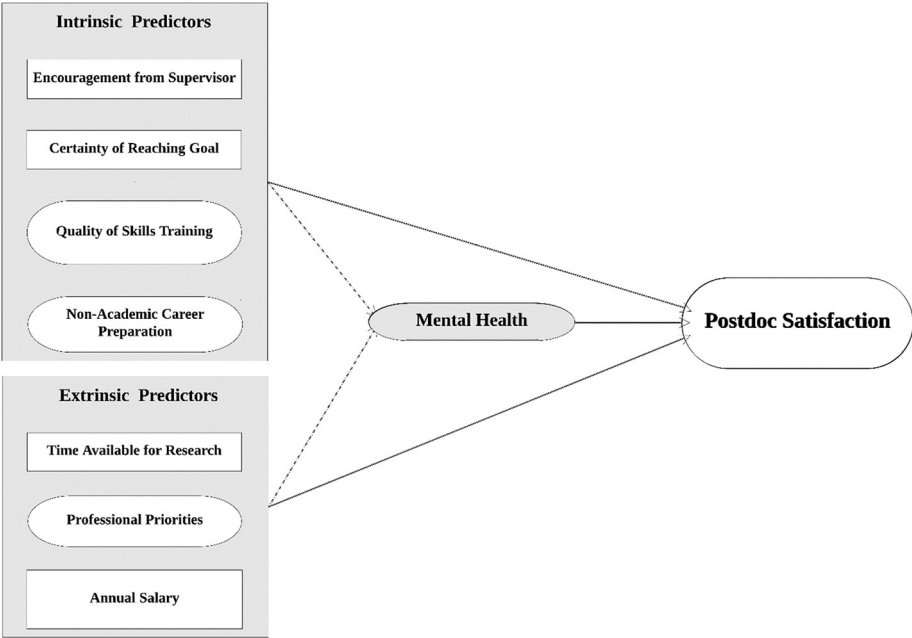 Intrinsic Predictors
Encouragement from Supervisor
Certainty of Reaching Goal
Quality of Skills Training
Non-Academic Career
Preparation
Mental Health
Postdoc Satisfaction
Extrinsic Predictors
Time Available for Research
Professional Priorities
Annual Salary